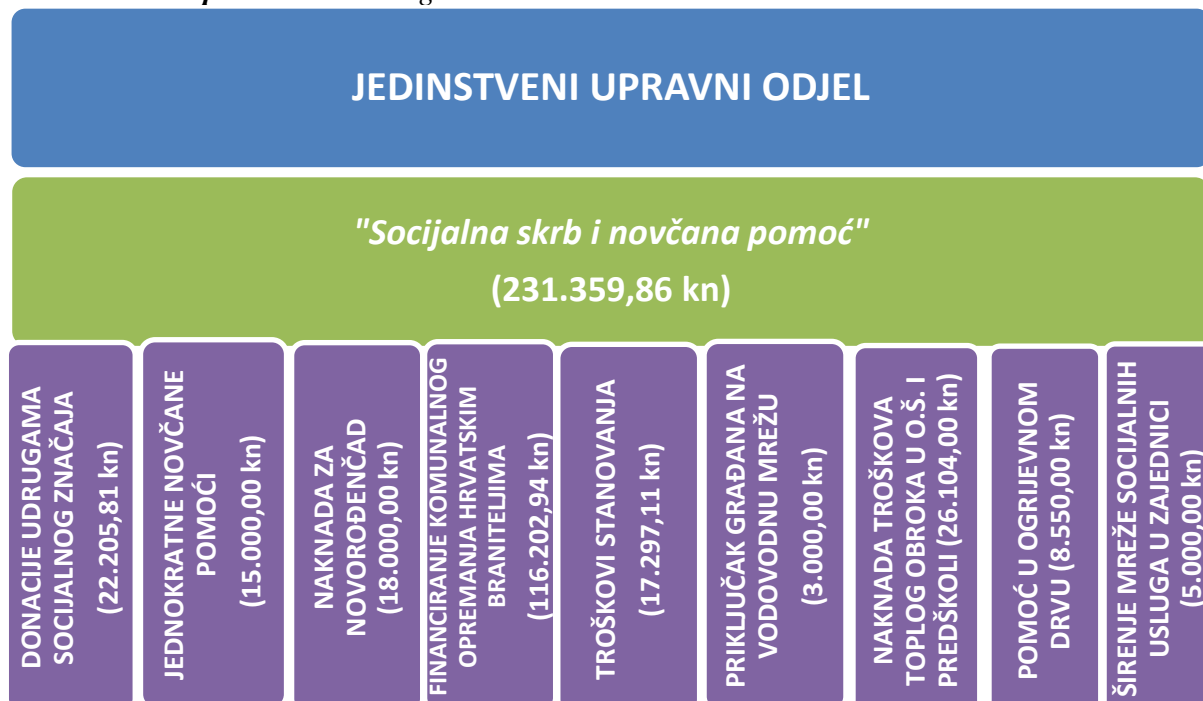 JEDINSTVENI UPRAVNI ODJEL
"Socijalna skrb i novčana pomoć"
(231.359,86 kn)
DONACIJE UDRUGAMA
SOCIJALNOG ZNAČAJA
(22.205,81 kn)
JEDNOKRATNE NOVČANE
POMOĆI
(15.000,00 kn)
NAKNADA ZA
NOVOROĐENČAD
(18.000,00 kn)
FINANCIRANJE KOMUNALNOG
OPREMANJA HRVATSKIM
BRANITELJIMA
(116.202,94 kn)
TROŠKOVI STANOVANJA
(17.297,11 kn)
PRIKLJUČAK GRAĐANA NA
VODOVODNU MREŽU
(3.000,00 kn)
NAKNADA TROŠKOVA
TOPLOG OBROKA U O.Š. I
PREDŠKOLI (26.104,00 kn)
POMOĆ U OGRIJEVNOM
DRVU (8.550,00 kn)
ŠIRENJE MREŽE SOCIJALNIH
USLUGA U ZAJEDNICI
(5.000,00 kn)